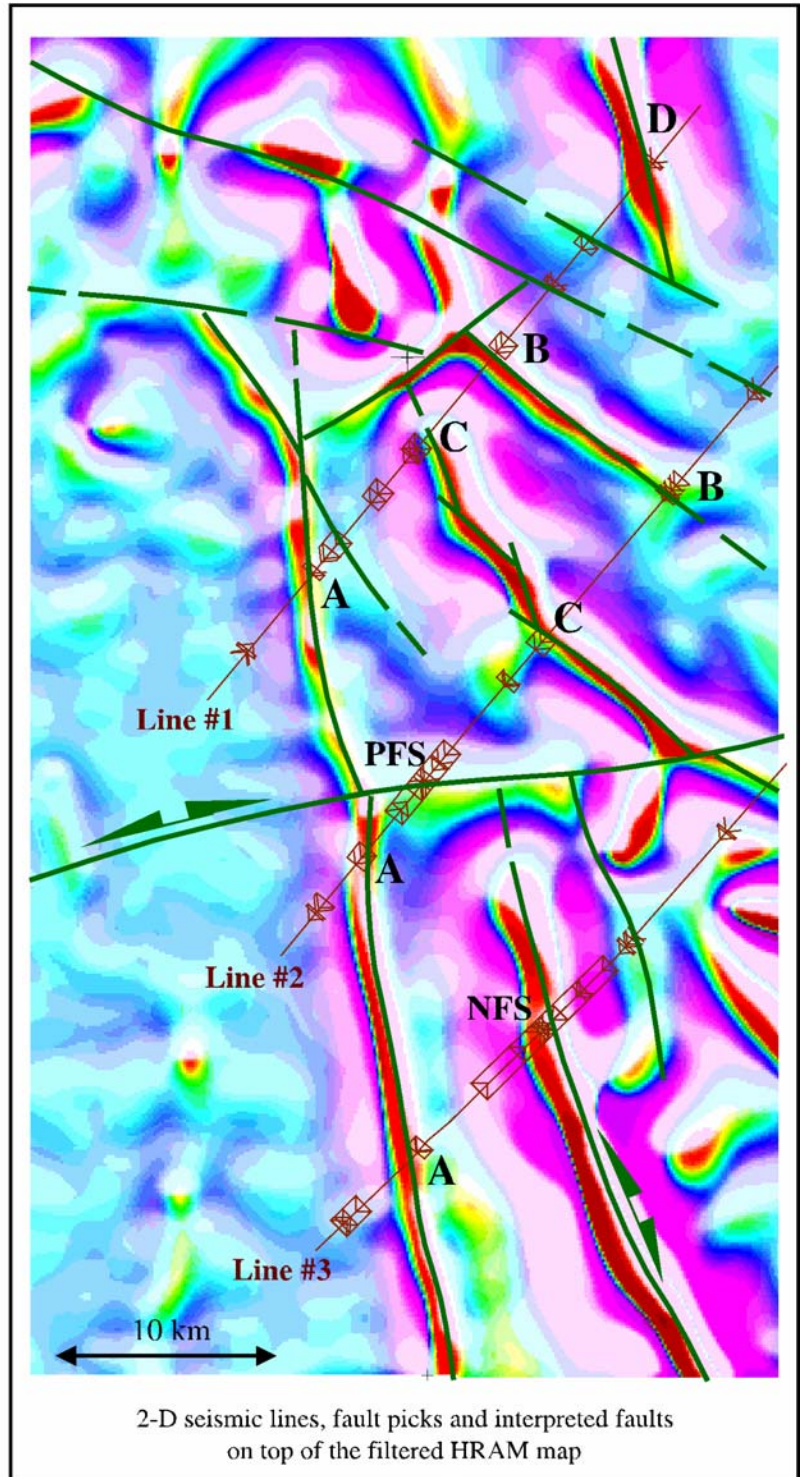 D
B
B
C
A
C
Line #1
PFS
A
Line #2
NFS
A
Line #3
10 km
2-D seismic lines, fault picks and interpreted faults
on top of the filtered HRAM map